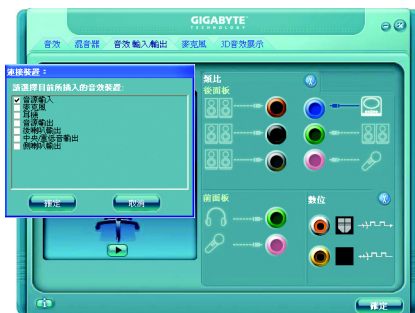 GIGABYTE
TECHNOLOGY
音效 混音器 音效 輸入/輸出 麥克風 3D音效展示
連接裝置：
請選擇目前所插入的音效裝置:
音源輸入
麥克風
耳機
音源輸出
後喇叭輸出
中央/重低音輸出
側喇叭輸出
確定 取消
類比
後面板
前面板
數位
確定